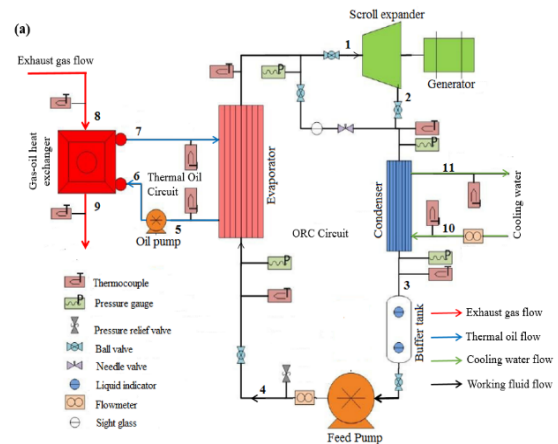 (a)
Scroll expander
Generator
Exhaust gas flow
Gas-oil heat
exchanger
Thermal Oil
Circuit
Oil pump
Evaporator
ORC Circuit
Condenser
Cooling water
Buffer tank
Feed Pump
1
2
3
4
5
6
7
8
9
10
11
T
T
T
T
T
T
T
T
T
T
P
P
P
P
Thermocouple
Pressure gauge
Pressure relief valve
Ball valve
Needle valve
Liquid indicator
Flowmeter
Sight glass
T
P
Exhaust gas flow
Thermal oil flow
Cooling water flow
Working fluid flow